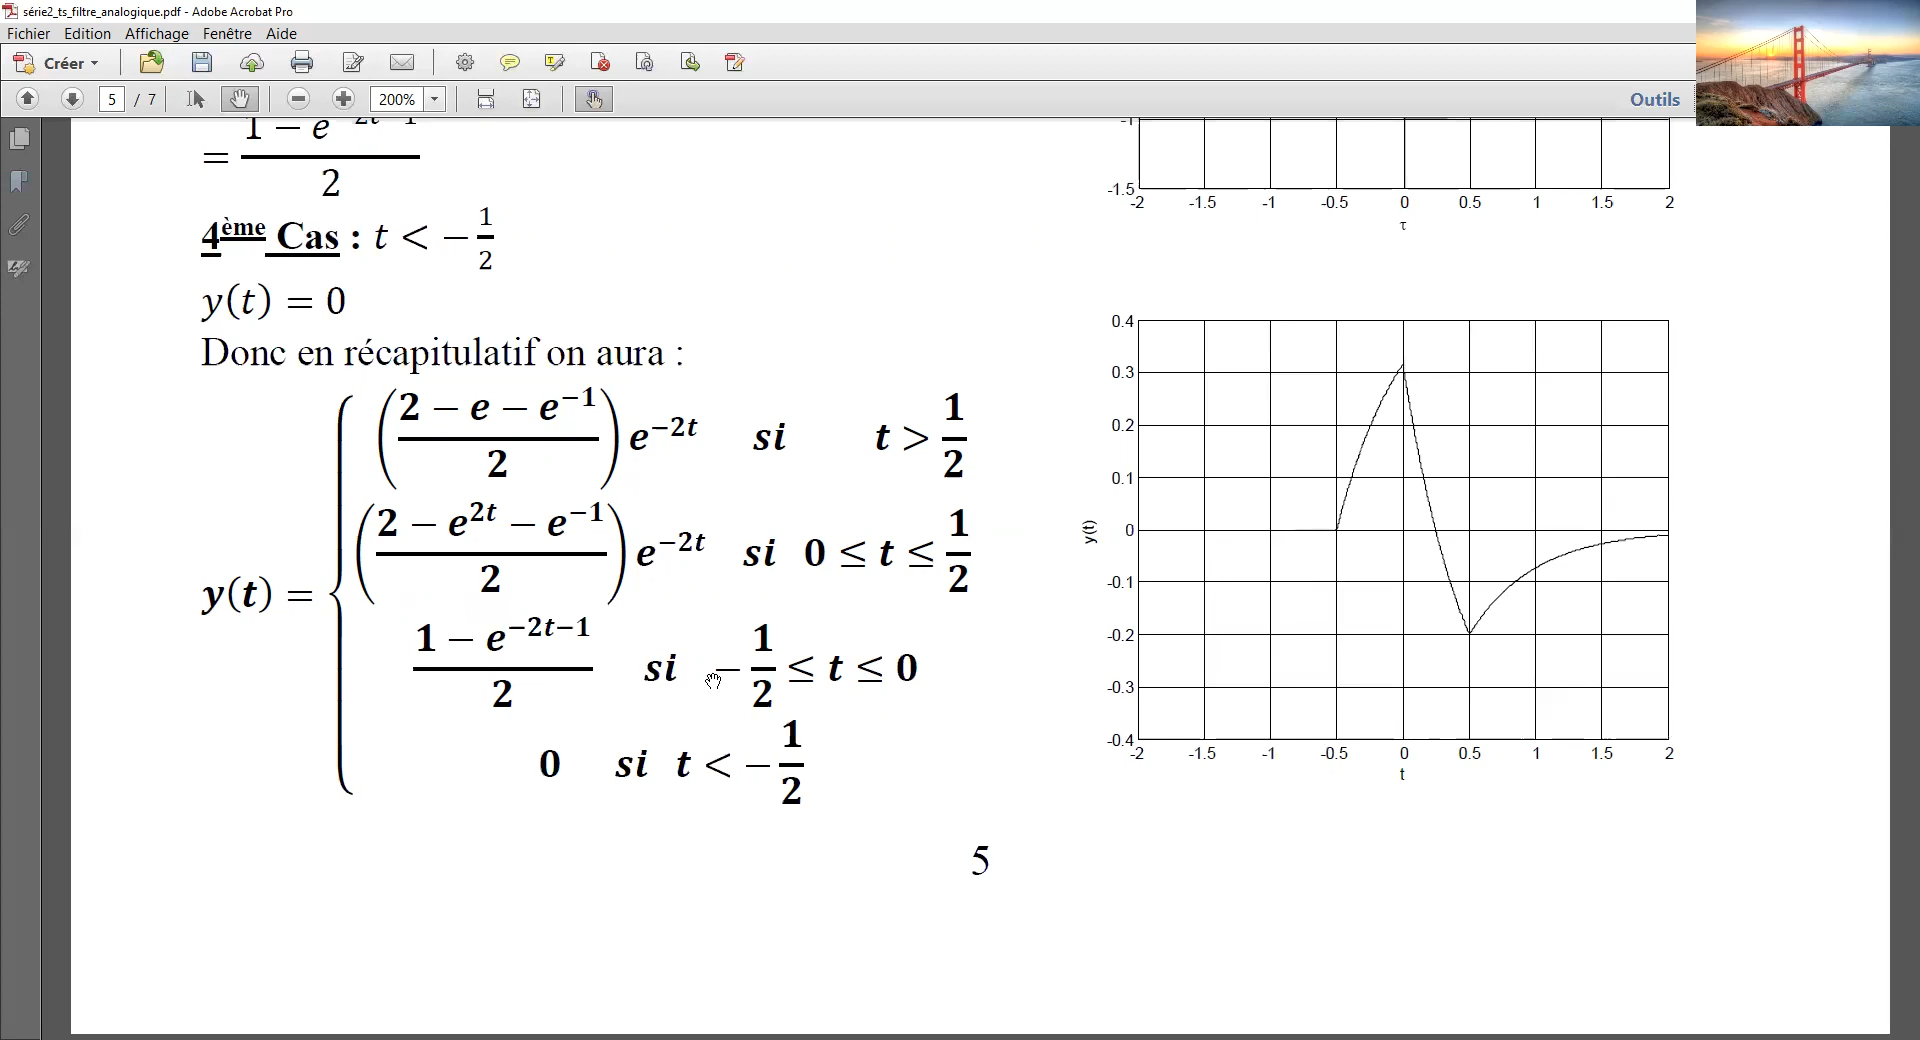 série2_ts_filtre_analogique.pdf - Adobe Acrobat Pro
Fichier Edition Affichage Fenêtre Aide
Créer
5 / 7 200% Outils
= (1 − e^(−2t−1))/2
4ème Cas : t < −1/2
y(t) = 0
Donc en récapitulatif on aura :
y(t) = {
((2 − e − e^(−1))/2) e^(−2t) si t > 1/2
((2 − e^(2t) − e^(−1))/2) e^(−2t) si 0 ≤ t ≤ 1/2
(1 − e^(−2t−1))/2 si −1/2 ≤ t ≤ 0
0 si t < −1/2
5
-1
-1.5
-2 -1.5 -1 -0.5 0 0.5 1 1.5 2
τ
0.4
0.3
0.2
0.1
0
-0.1
-0.2
-0.3
-0.4
y(t)
-2 -1.5 -1 -0.5 0 0.5 1 1.5 2
t